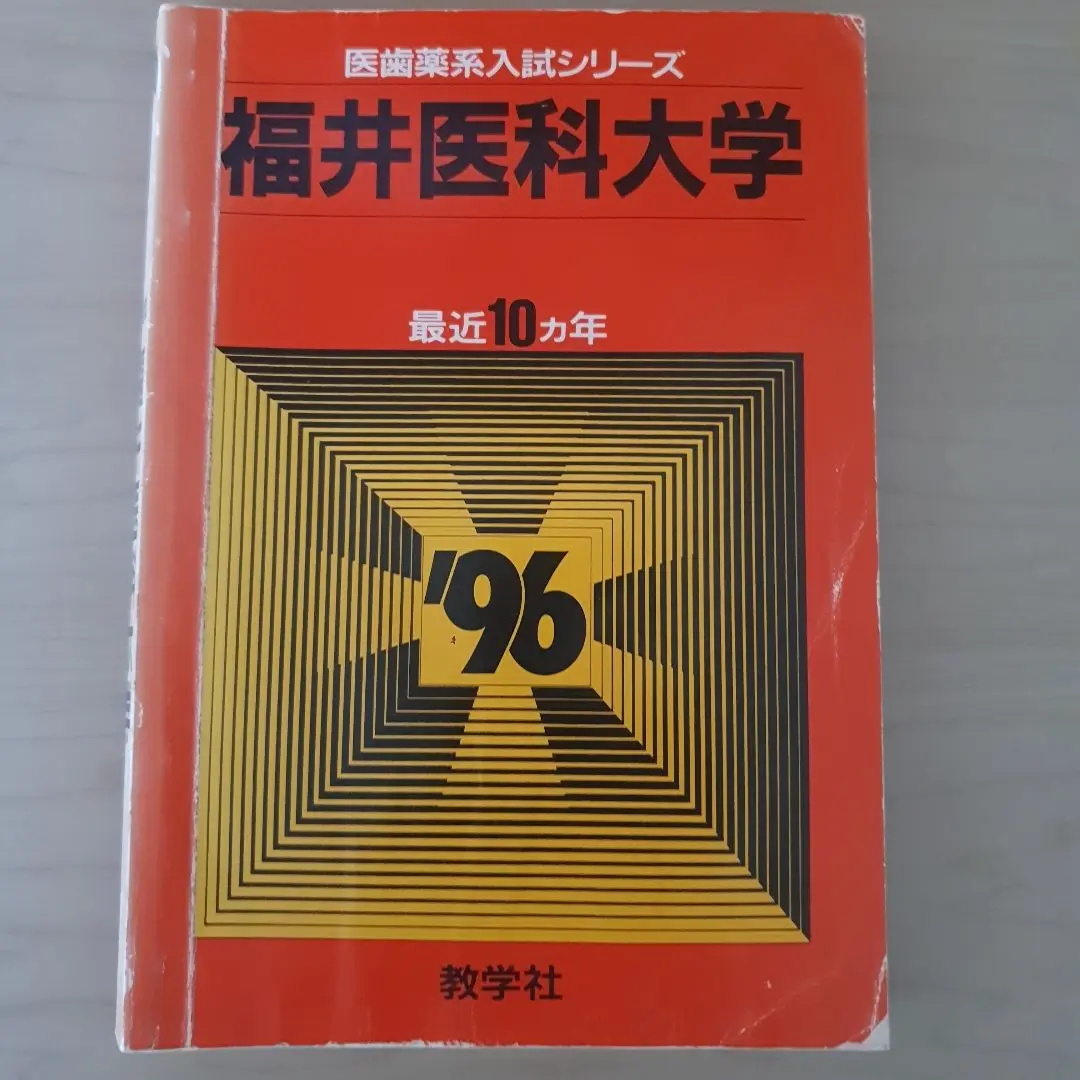 医歯薬系入試シリーズ
福井医科大学
最近10ヵ年
'96
教学社